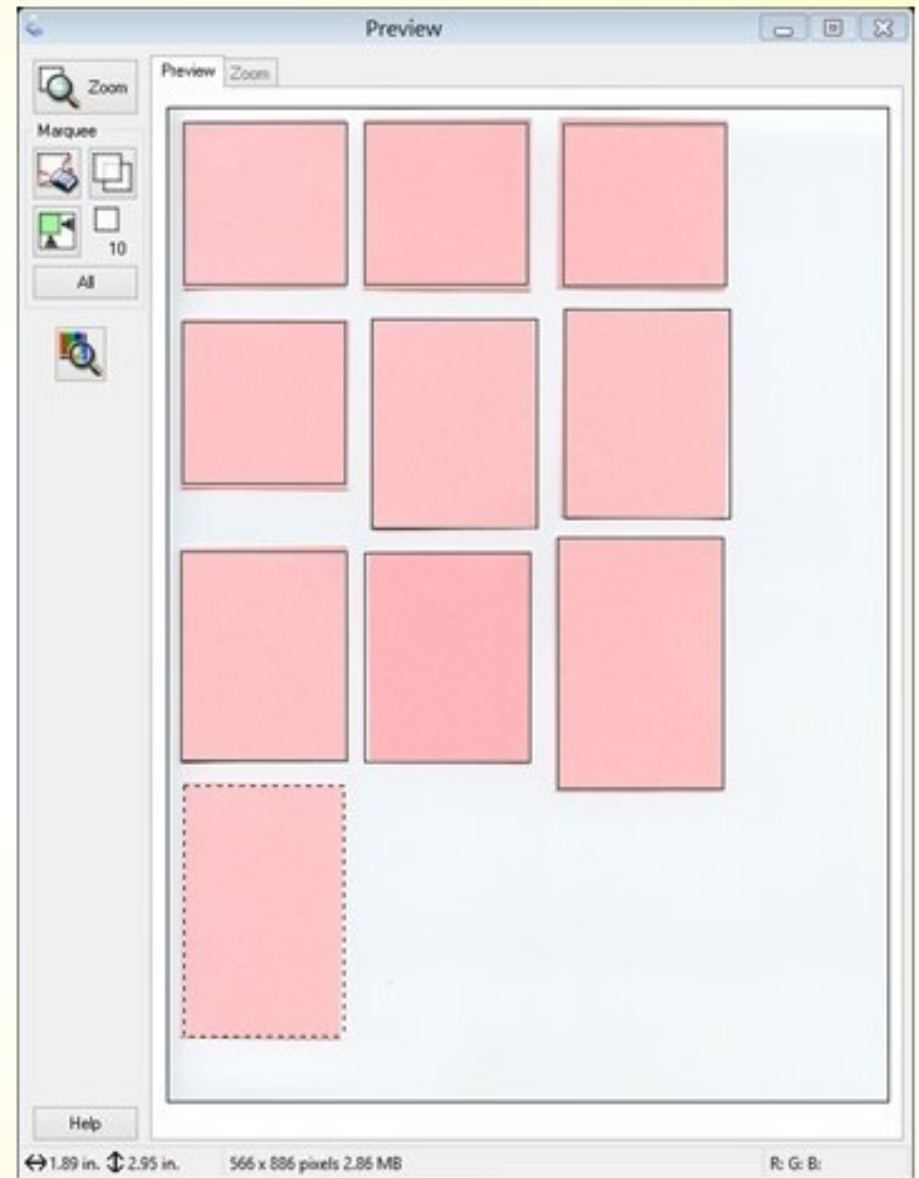 Preview
Zoom
Preview Zoom
Marquee
10
All
Help
1.89 in. 2.95 in. 566 x 886 pixels 2.86 MB R: G: B: